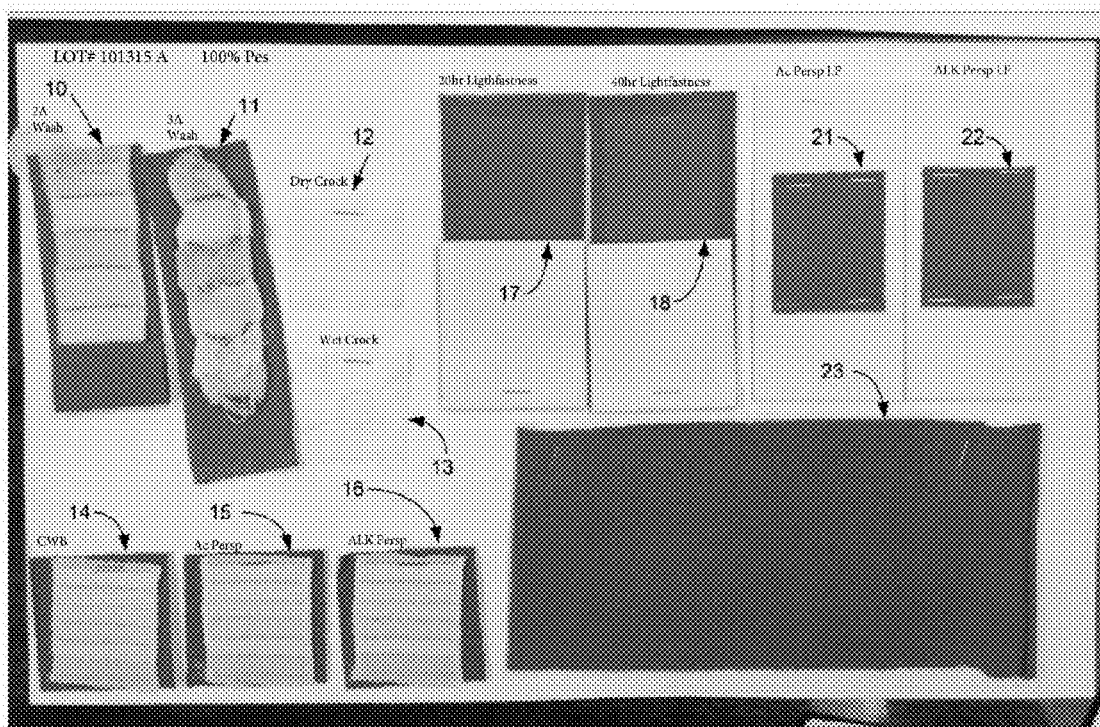 LOT# 101315 A 100% Pes
10
2A
Wash
11
3A
Wash
12
Dry Crock
Wet Crock
13
20hr Ligthfastness
40hr Lightfastness
17
18
Ac Persp LF
21
ALK Persp LF
22
23
14
CWB
15
Ac Persp
16
ALK Persp